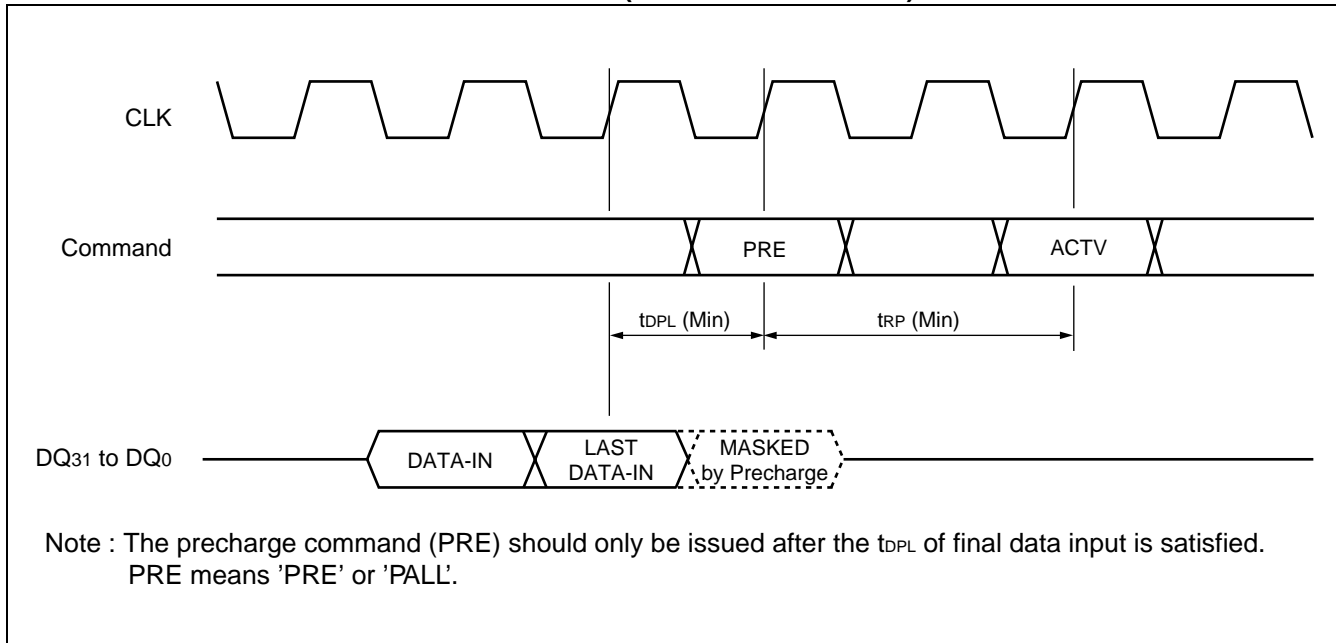 CLK
Command
PRE
ACTV
tDPL (Min)
tRP (Min)
DQ31 to DQ0
DATA-IN
LAST
DATA-IN
MASKED
by Precharge
Note : The precharge command (PRE) should only be issued after the tDPL of final data input is satisfied.
PRE means ’PRE’ or ’PALL’.